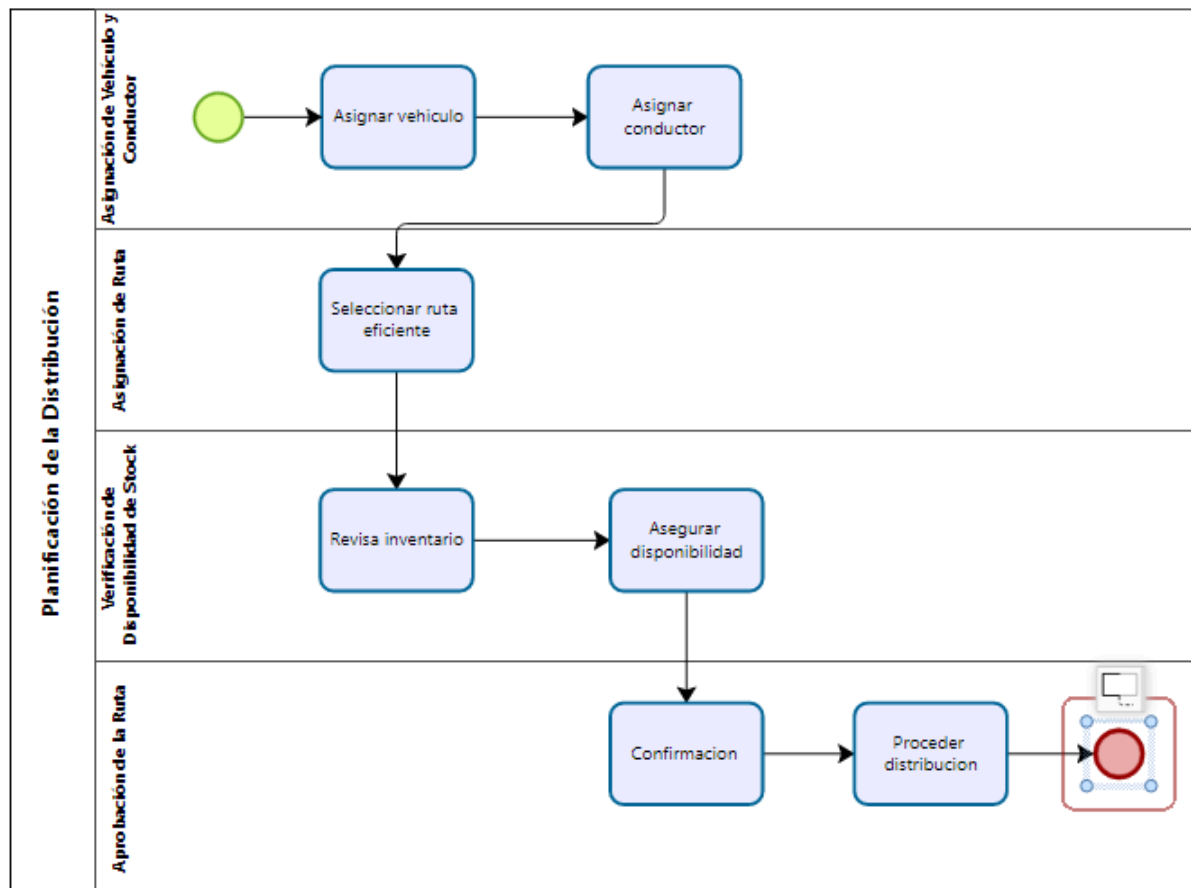 Planificación de la Distribución
Asignación de Vehículo y
Conductor
Asignar vehiculo
Asignar
conductor
Asignación de Ruta
Seleccionar ruta
eficiente
Verificación de
Disponibilidad de Stock
Revisa inventario
Asegurar
disponibilidad
Aprobación de la Ruta
Confirmacion
Proceder
distribucion